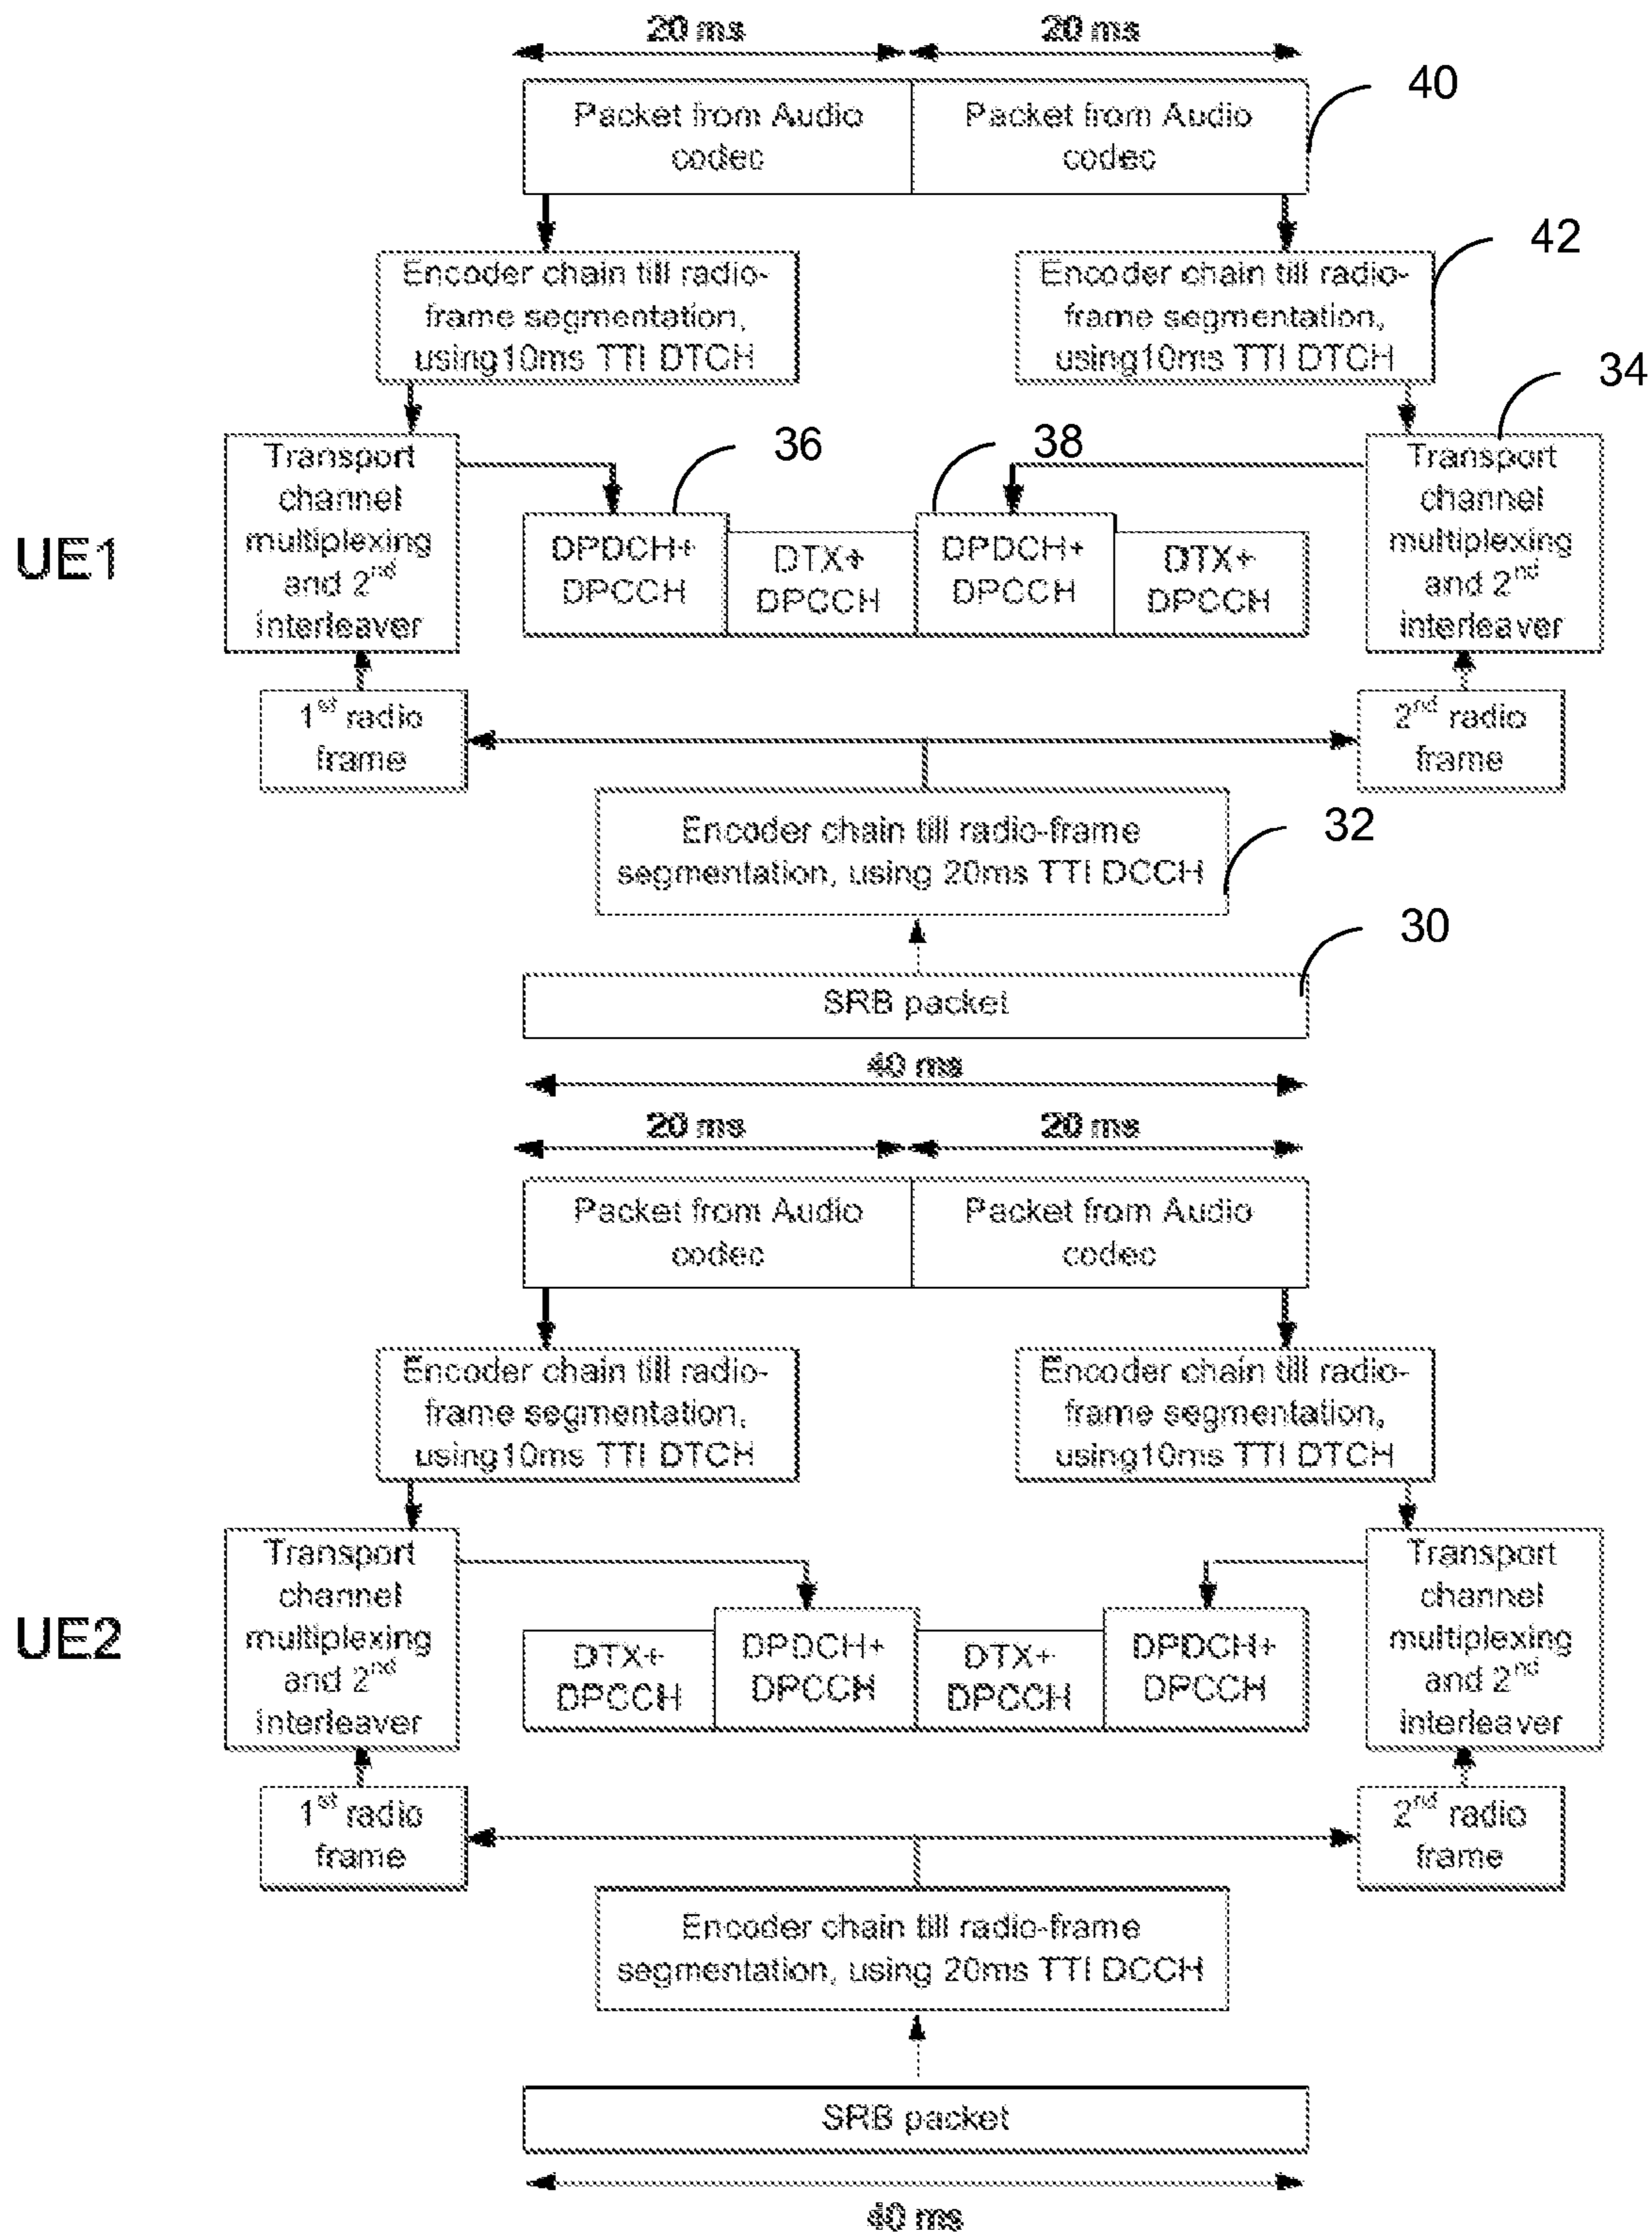 20 ms 20 ms
40
Packet from Audio
codec
Packet from Audio
codec
42
Encoder chain till radio-
frame segmentation,
using10ms TTI DTCH
Encoder chain till radio-
frame segmentation,
using10ms TTI DTCH
34
UE1
Transport
channel
multiplexing
and 2nd
interleaver
36
38
DPDCH+
DPCCH
DTX+
DPCCH
DPDCH+
DPCCH
DTX+
DPCCH
Transport
channel
multiplexing
and 2nd
interleaver
1st radio
frame
2nd radio
frame
32
Encoder chain till radio-frame
segmentation, using 20ms TTI DCCH
30
SRB packet
40 ms
20 ms 20 ms
Packet from Audio
codec
Packet from Audio
codec
Encoder chain till radio-
frame segmentation,
using10ms TTI DTCH
Encoder chain till radio-
frame segmentation,
using10ms TTI DTCH
UE2
Transport
channel
multiplexing
and 2nd
interleaver
DTX+
DPCCH
DPDCH+
DPCCH
DTX+
DPCCH
DPDCH+
DPCCH
Transport
channel
multiplexing
and 2nd
interleaver
1st radio
frame
2nd radio
frame
Encoder chain till radio-frame
segmentation, using 20ms TTI DCCH
SRB packet
40 ms